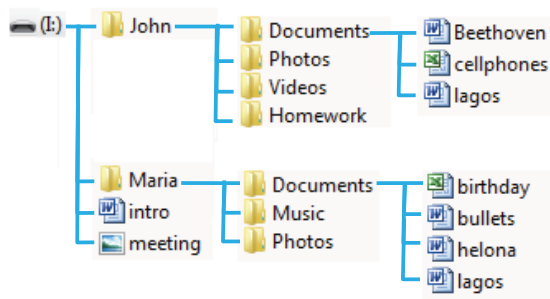 (I:)
John
Documents
Photos
Videos
Homework
Beethoven
cellphones
lagos
Maria
intro
meeting
Documents
Music
Photos
birthday
bullets
helona
lagos